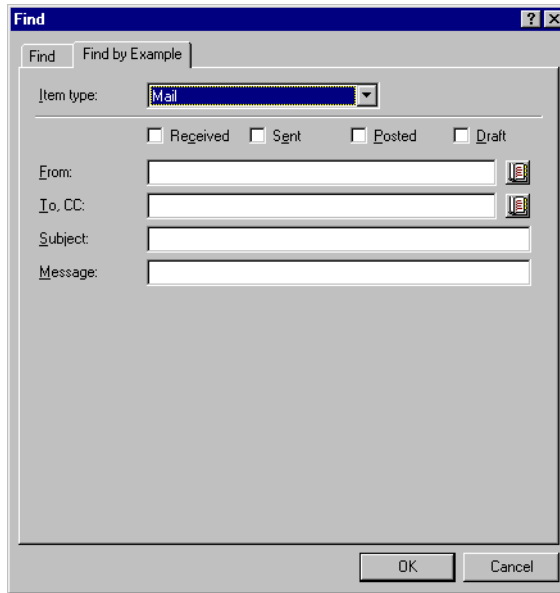 Find
Find Find by Example
Item type: Mail
Received Sent Posted Draft
From:
To, CC:
Subject:
Message:
OK Cancel